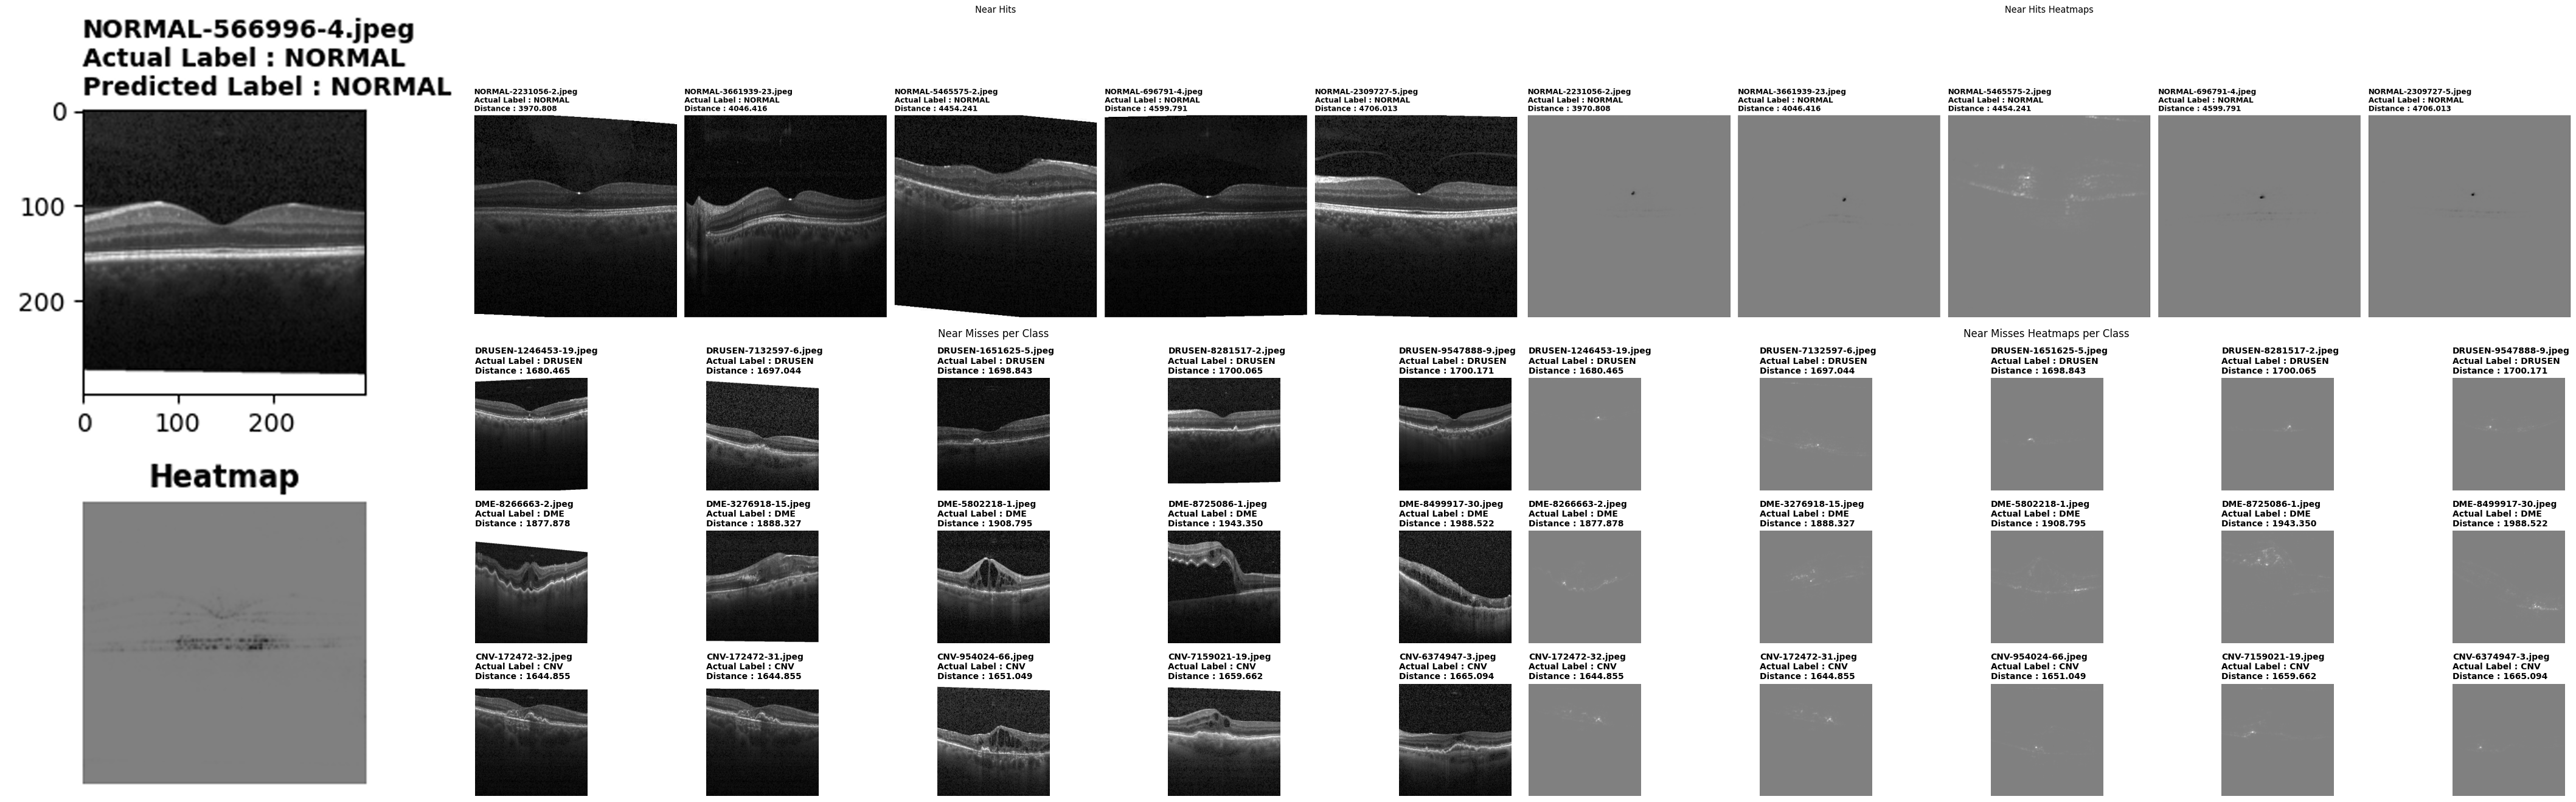 NORMAL-566996-4.jpeg
Actual Label : NORMAL
Predicted Label : NORMAL
0
100
200
0
100
200
Heatmap
Near Hits
NORMAL-2231056-2.jpeg
Actual Label : NORMAL
Distance : 3970.808
NORMAL-3661939-23.jpeg
Actual Label : NORMAL
Distance : 4046.416
NORMAL-5465575-2.jpeg
Actual Label : NORMAL
Distance : 4454.241
NORMAL-696791-4.jpeg
Actual Label : NORMAL
Distance : 4599.791
NORMAL-2309727-5.jpeg
Actual Label : NORMAL
Distance : 4706.013
Near Hits Heatmaps
NORMAL-2231056-2.jpeg
Actual Label : NORMAL
Distance : 3970.808
NORMAL-3661939-23.jpeg
Actual Label : NORMAL
Distance : 4046.416
NORMAL-5465575-2.jpeg
Actual Label : NORMAL
Distance : 4454.241
NORMAL-696791-4.jpeg
Actual Label : NORMAL
Distance : 4599.791
NORMAL-2309727-5.jpeg
Actual Label : NORMAL
Distance : 4706.013
Near Misses per Class
DRUSEN-1246453-19.jpeg
Actual Label : DRUSEN
Distance : 1680.465
DRUSEN-7132597-6.jpeg
Actual Label : DRUSEN
Distance : 1697.044
DRUSEN-1651625-5.jpeg
Actual Label : DRUSEN
Distance : 1698.843
DRUSEN-8281517-2.jpeg
Actual Label : DRUSEN
Distance : 1700.065
DRUSEN-9547888-9.jpeg
Actual Label : DRUSEN
Distance : 1700.171
DME-8266663-2.jpeg
Actual Label : DME
Distance : 1877.878
DME-3276918-15.jpeg
Actual Label : DME
Distance : 1888.327
DME-5802218-1.jpeg
Actual Label : DME
Distance : 1908.795
DME-8725086-1.jpeg
Actual Label : DME
Distance : 1943.350
DME-8499917-30.jpeg
Actual Label : DME
Distance : 1988.522
CNV-172472-32.jpeg
Actual Label : CNV
Distance : 1644.855
CNV-172472-31.jpeg
Actual Label : CNV
Distance : 1644.855
CNV-954024-66.jpeg
Actual Label : CNV
Distance : 1651.049
CNV-7159021-19.jpeg
Actual Label : CNV
Distance : 1659.662
CNV-6374947-3.jpeg
Actual Label : CNV
Distance : 1665.094
Near Misses Heatmaps per Class
DRUSEN-1246453-19.jpeg
Actual Label : DRUSEN
Distance : 1680.465
DRUSEN-7132597-6.jpeg
Actual Label : DRUSEN
Distance : 1697.044
DRUSEN-1651625-5.jpeg
Actual Label : DRUSEN
Distance : 1698.843
DRUSEN-8281517-2.jpeg
Actual Label : DRUSEN
Distance : 1700.065
DRUSEN-9547888-9.jpeg
Actual Label : DRUSEN
Distance : 1700.171
DME-8266663-2.jpeg
Actual Label : DME
Distance : 1877.878
DME-3276918-15.jpeg
Actual Label : DME
Distance : 1888.327
DME-5802218-1.jpeg
Actual Label : DME
Distance : 1908.795
DME-8725086-1.jpeg
Actual Label : DME
Distance : 1943.350
DME-8499917-30.jpeg
Actual Label : DME
Distance : 1988.522
CNV-172472-32.jpeg
Actual Label : CNV
Distance : 1644.855
CNV-172472-31.jpeg
Actual Label : CNV
Distance : 1644.855
CNV-954024-66.jpeg
Actual Label : CNV
Distance : 1651.049
CNV-7159021-19.jpeg
Actual Label : CNV
Distance : 1659.662
CNV-6374947-3.jpeg
Actual Label : CNV
Distance : 1665.094